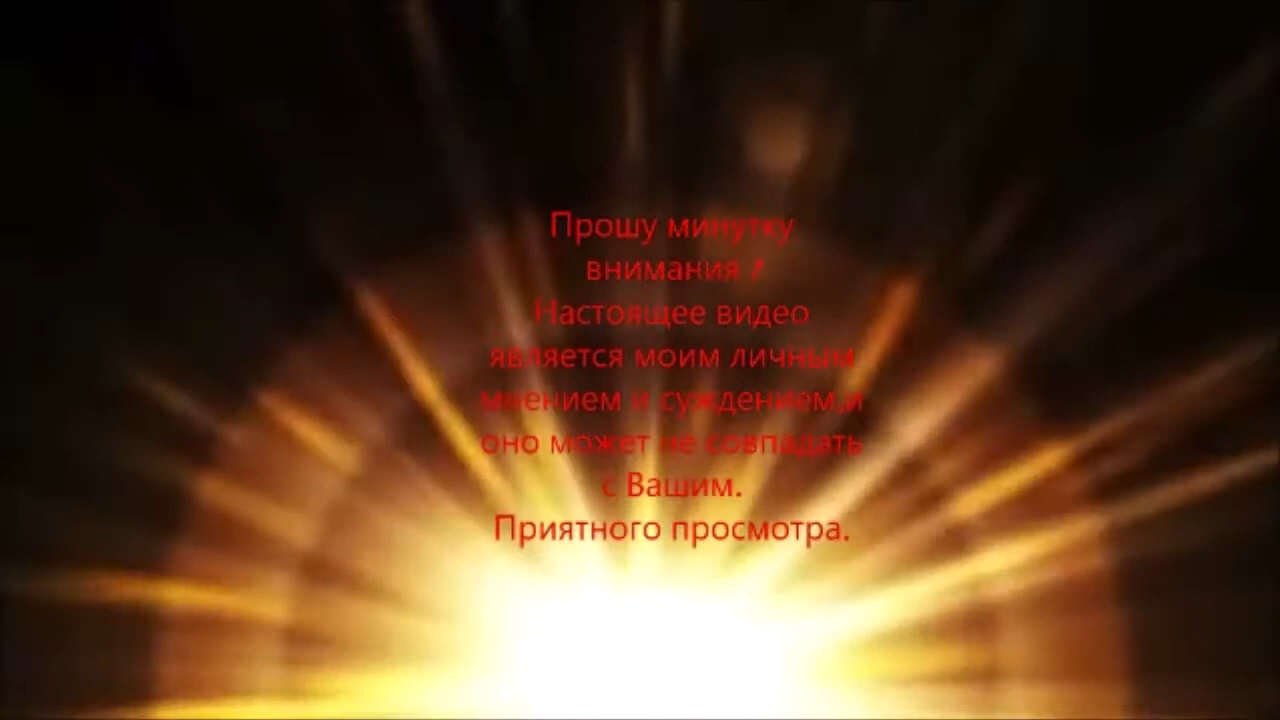 Прошу минутку
внимания !
Настоящее видео
является моим личным
мнением и суждением,и
оно может не совпадать
с Вашим.
Приятного просмотра.